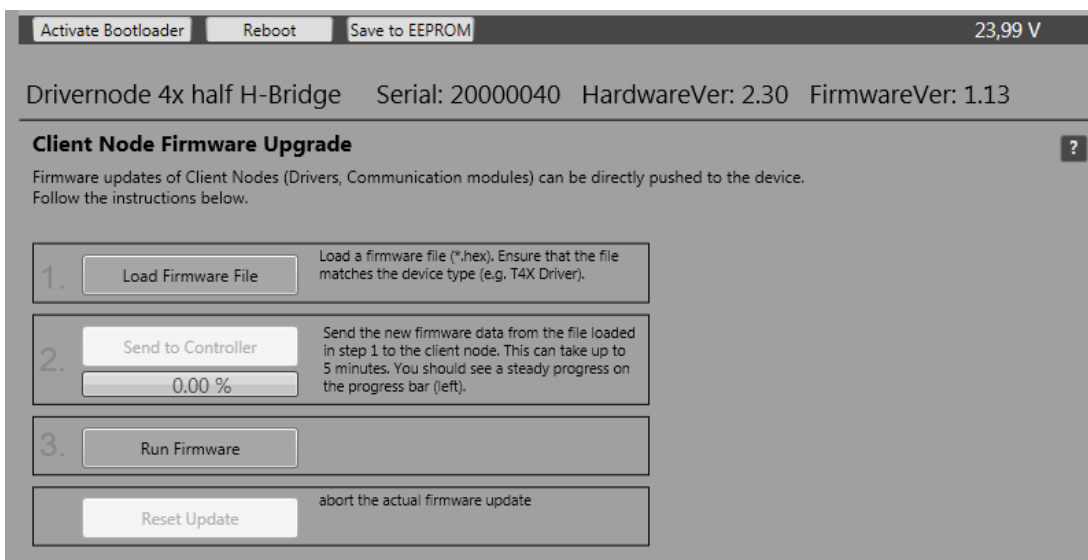 Activate Bootloader Reboot Save to EEPROM 23,99 V
Drivernode 4x half H-Bridge Serial: 20000040 HardwareVer: 2.30 FirmwareVer: 1.13
Client Node Firmware Upgrade ?
Firmware updates of Client Nodes (Drivers, Communication modules) can be directly pushed to the device.
Follow the instructions below.
1. Load Firmware File
Load a firmware file (*.hex). Ensure that the file
matches the device type (e.g. T4X Driver).
2. Send to Controller
0.00 %
Send the new firmware data from the file loaded
in step 1 to the client node. This can take up to
5 minutes. You should see a steady progress on
the progress bar (left).
3. Run Firmware
Reset Update
abort the actual firmware update